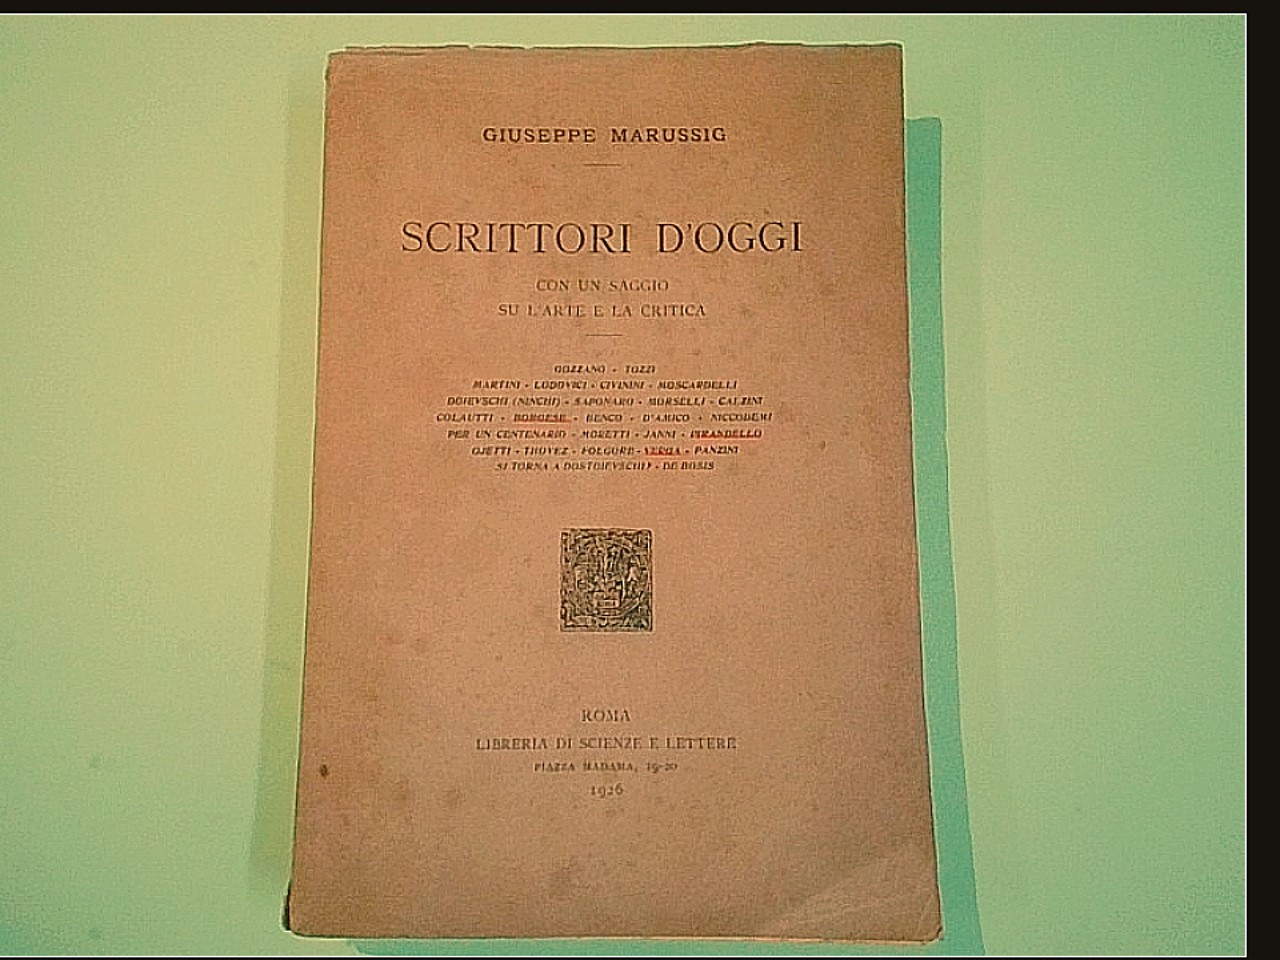 GIUSEPPE MARUSSIG
SCRITTORI D'OGGI
CON UN SAGGIO
SU L'ARTE E LA CRITICA
GOZZANO - TOZZI
MARTINI - LODOVICI - CIVININI - MOSCARDELLI
DOIEVSCHI (NINCHI) - SAPONARO - MORSELLI - CALZINI
COLAUTTI - BORGESE - BENCO - D'AMICO - NICCODEMI
PER UN CENTENARIO - MORETTI - JANNI - PIRANDELLO
OJETTI - THOVEZ - FOLGORE - VERGA - PANZINI
SI TORNA A DOSTOIEVSCHI? - DE BOSIS
ROMA
LIBRERIA DI SCIENZE E LETTERE
PIAZZA MADAMA, 19-20
1926